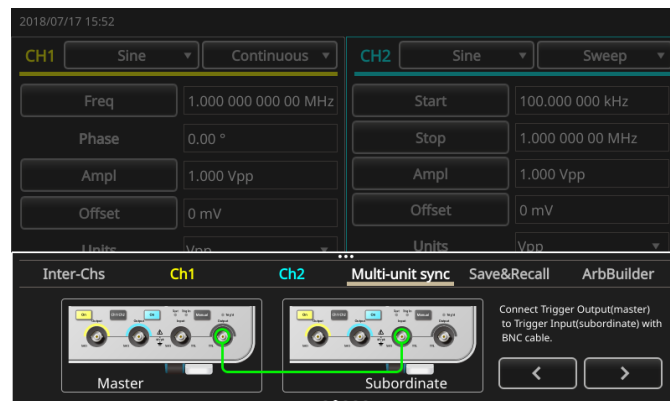 2018/07/17 15:52
CH1 Sine Continuous
CH2 Sine Sweep
Freq 1.000 000 000 00 MHz
Start 100.000 000 kHz
Phase 0.00 °
Stop 1.000 000 00 MHz
Ampl 1.000 Vpp
Ampl 1.000 Vpp
Offset 0 mV
Offset 0 mV
Units Vpp
Units Vpp
Inter-Chs Ch1 Ch2 Multi-unit sync Save&Recall ArbBuilder
Connect Trigger Output(master)
to Trigger Input(subordinate) with
BNC cable.
Master
Subordinate